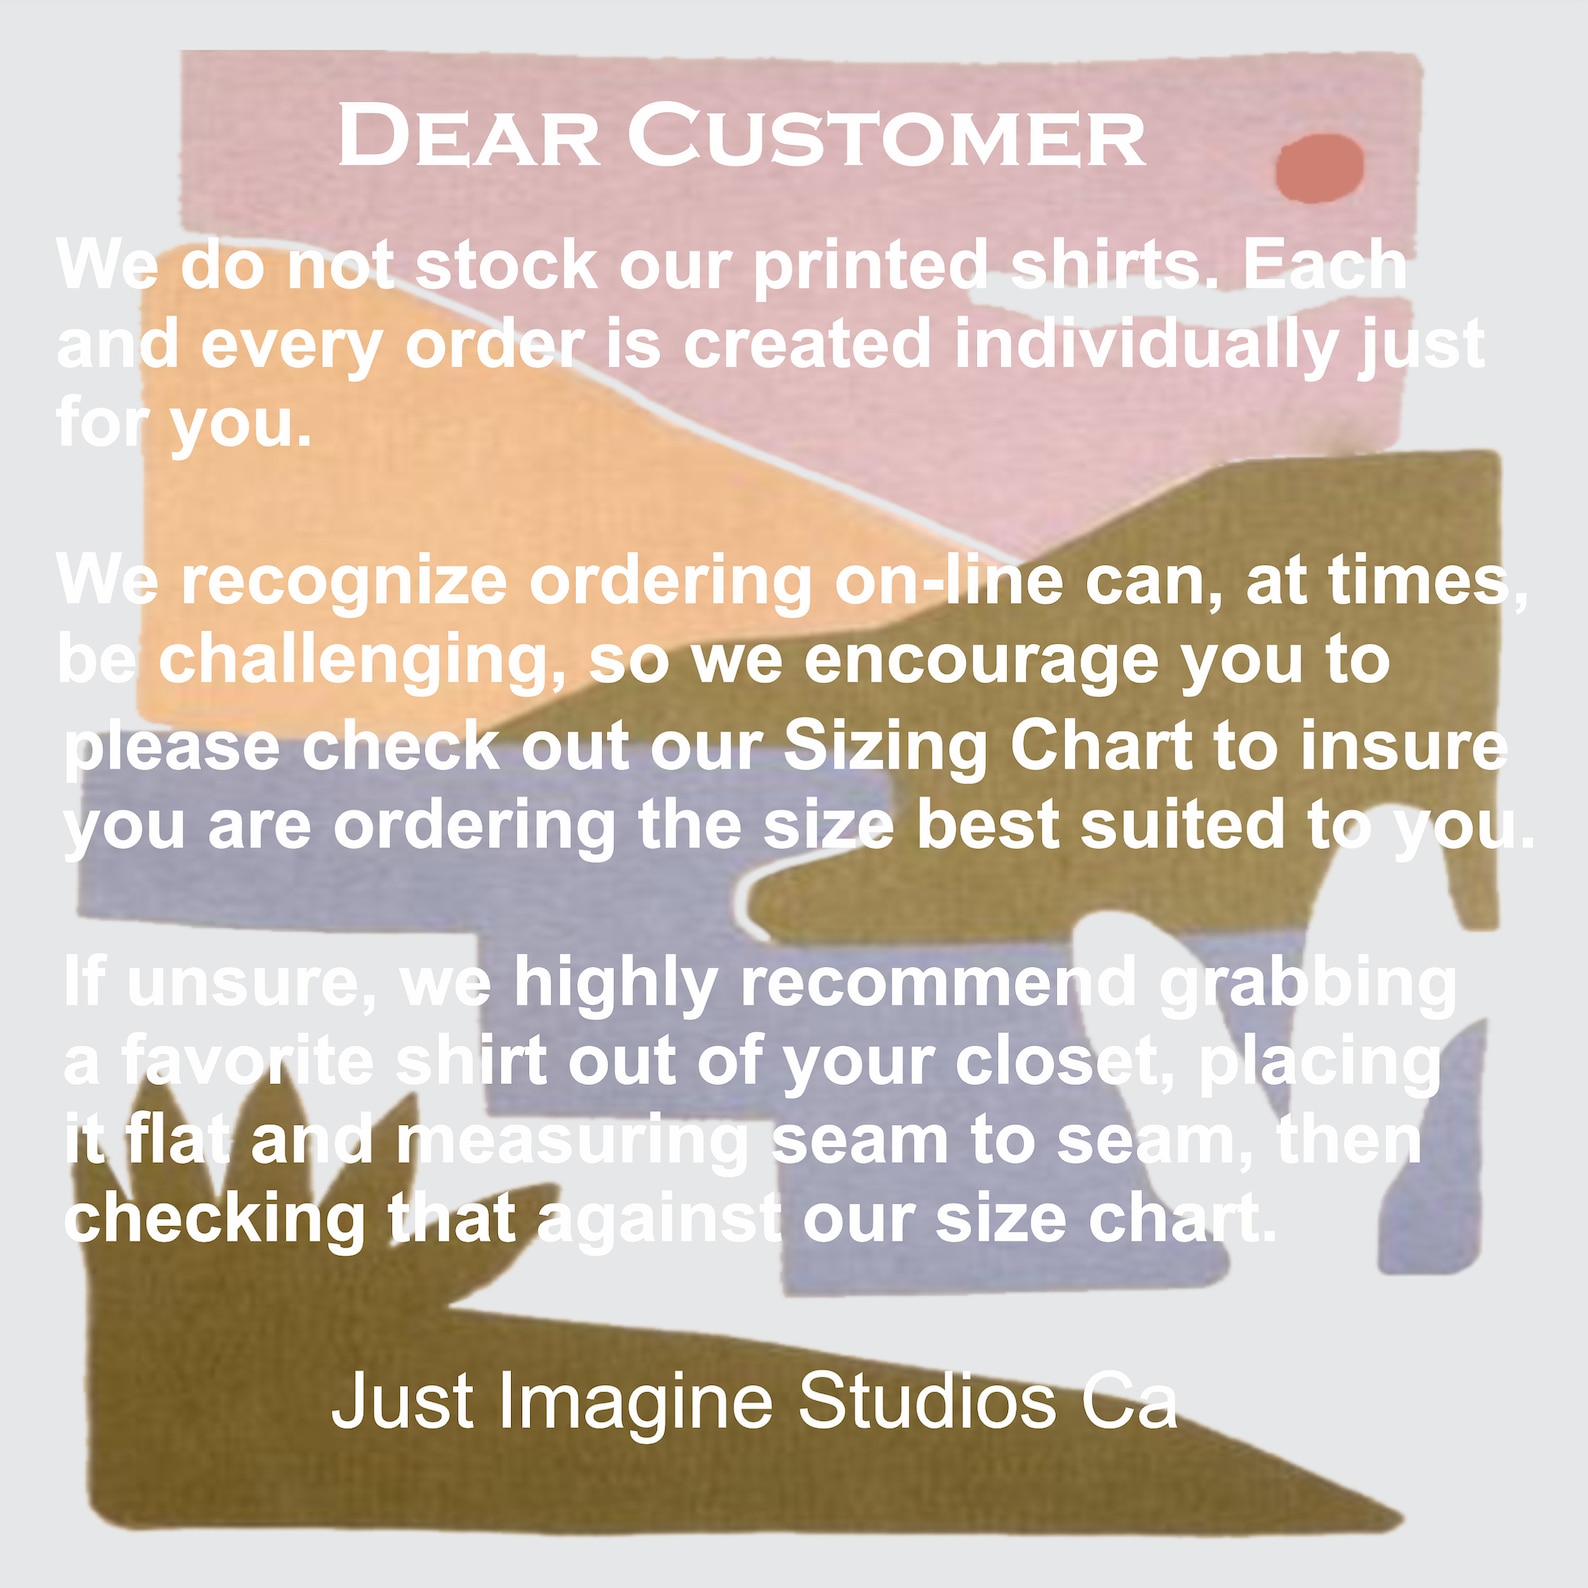 DEAR CUSTOMER
We do not stock our printed shirts. Each
and every order is created individually just
for you.
We recognize ordering on-line can, at times,
be challenging, so we encourage you to
please check out our Sizing Chart to insure
you are ordering the size best suited to you.
If unsure, we highly recommend grabbing
a favorite shirt out of your closet, placing
it flat and measuring seam to seam, then
checking that against our size chart.
Just Imagine Studios Ca